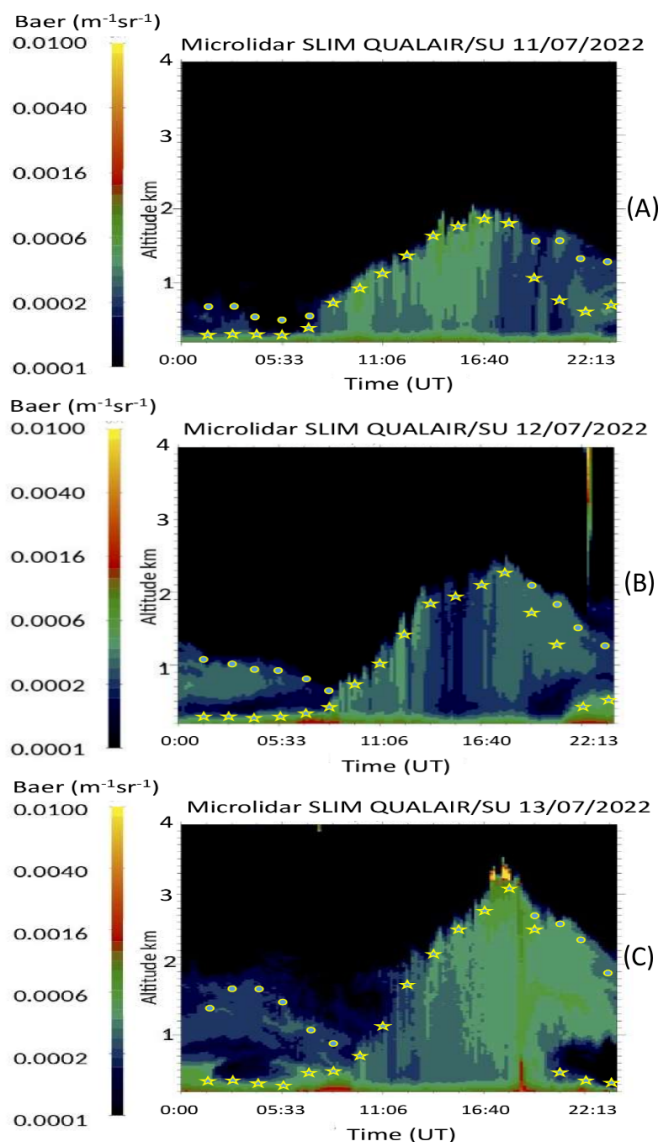 Baer (m⁻¹sr⁻¹)
Microlidar SLIM QUALAIR/SU 11/07/2022
0.0100
0.0040
0.0016
0.0006
0.0002
0.0001
Altitude km
4
3
2
1
(A)
0:00 05:33 11:06 16:40 22:13
Time (UT)
Baer (m⁻¹sr⁻¹)
Microlidar SLIM QUALAIR/SU 12/07/2022
0.0100
0.0040
0.0016
0.0006
0.0002
0.0001
Altitude km
4
3
2
1
(B)
0:00 05:33 11:06 16:40 22:13
Time (UT)
Baer (m⁻¹sr⁻¹)
Microlidar SLIM QUALAIR/SU 13/07/2022
0.0100
0.0040
0.0016
0.0006
0.0002
0.0001
Altitude km
4
3
2
1
(C)
0:00 05:33 11:06 16:40 22:13
Time (UT)